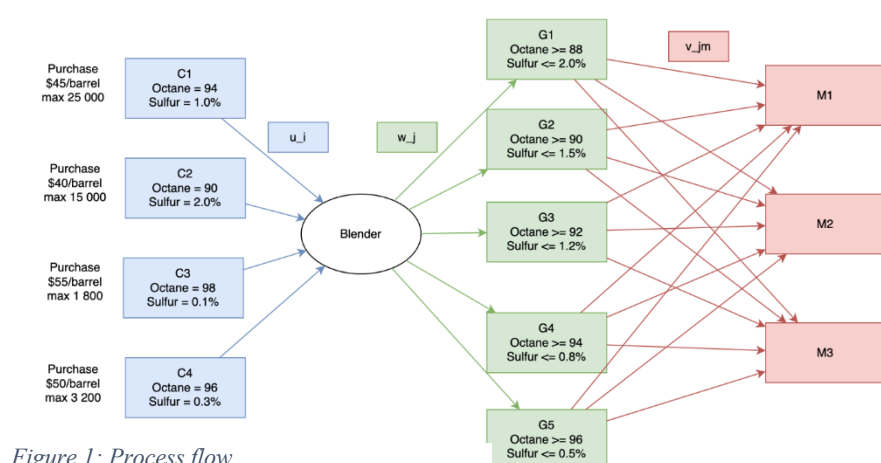 Purchase
$45/barrel
max 25 000
C1
Octane = 94
Sulfur = 1.0%
Purchase
$40/barrel
max 15 000
C2
Octane = 90
Sulfur = 2.0%
Purchase
$55/barrel
max 1 800
C3
Octane = 98
Sulfur = 0.1%
Purchase
$50/barrel
max 3 200
C4
Octane = 96
Sulfur = 0.3%
u_i
Blender
w_j
G1
Octane >= 88
Sulfur <= 2.0%
G2
Octane >= 90
Sulfur <= 1.5%
G3
Octane >= 92
Sulfur <= 1.2%
G4
Octane >= 94
Sulfur <= 0.8%
G5
Octane >= 96
Sulfur <= 0.5%
v_jm
M1
M2
M3
Figure 1: Process flow